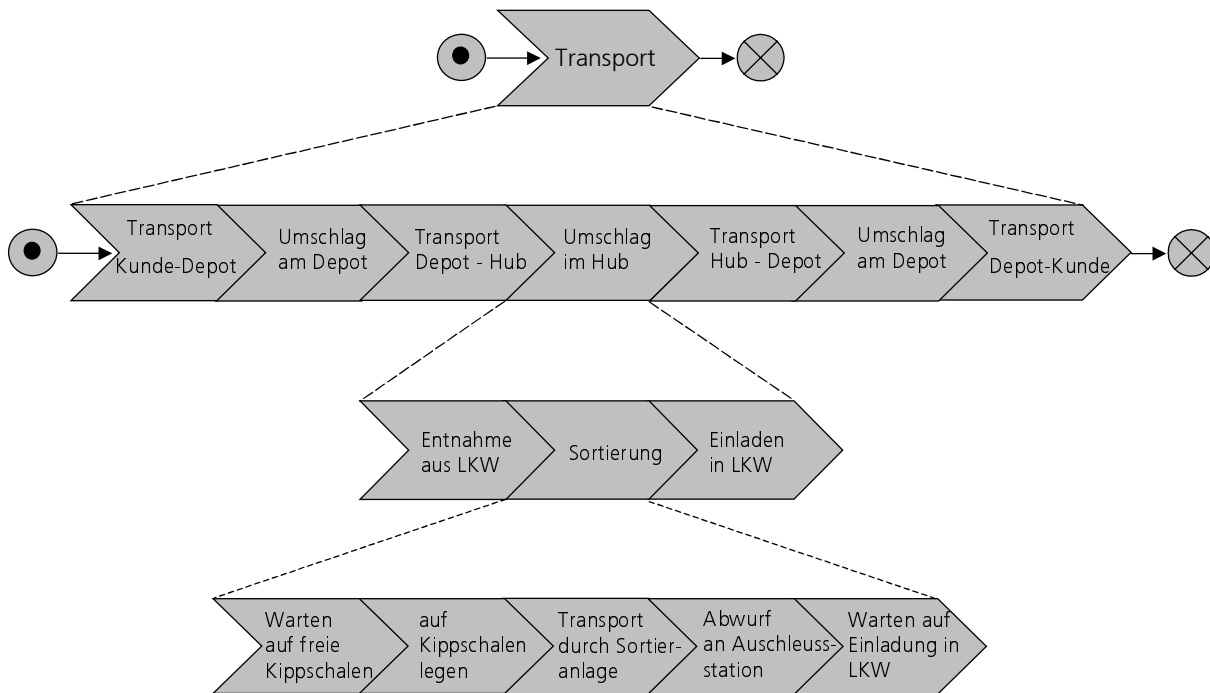 Transport
Transport
Kunde-Depot
Umschlag
am Depot
Transport
Depot - Hub
Umschlag
im Hub
Transport
Hub - Depot
Umschlag
am Depot
Transport
Depot-Kunde
Entnahme
aus LKW
Sortierung
Einladen
in LKW
Warten
auf freie
Kippschalen
auf
Kippschalen
legen
Transport
durch Sortier-
anlage
Abwurf
an Auschleuss-
station
Warten auf
Einladung in
LKW